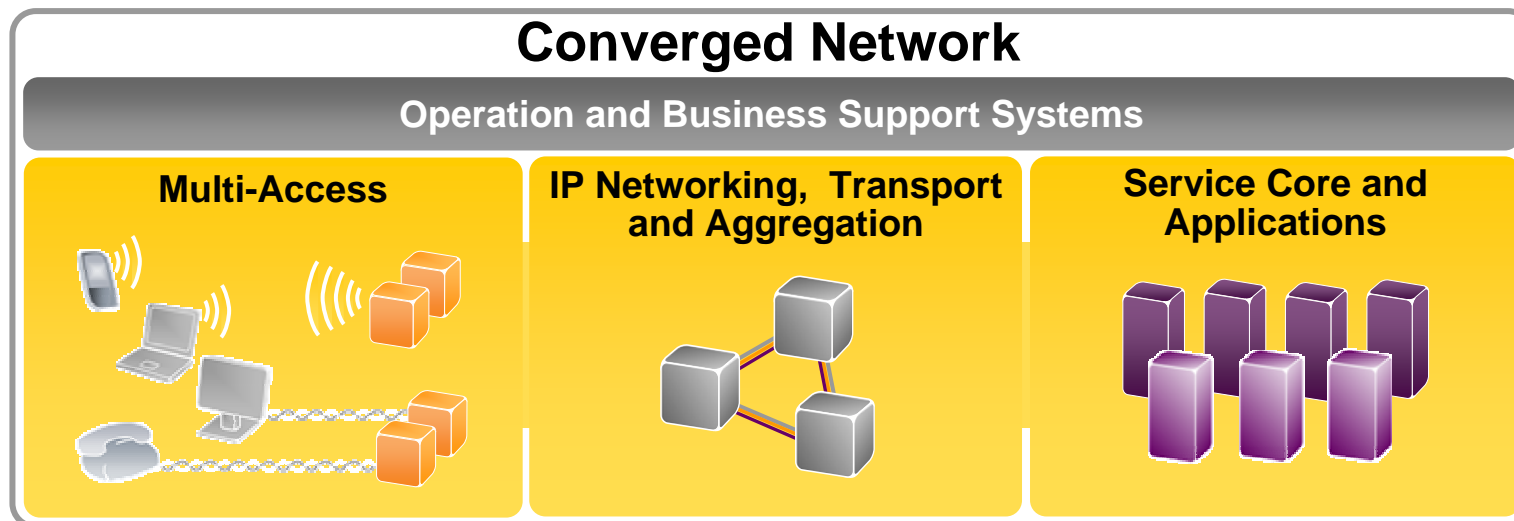 Converged Network
Operation and Business Support Systems
Multi-Access
IP Networking, Transport
and Aggregation
Service Core and
Applications